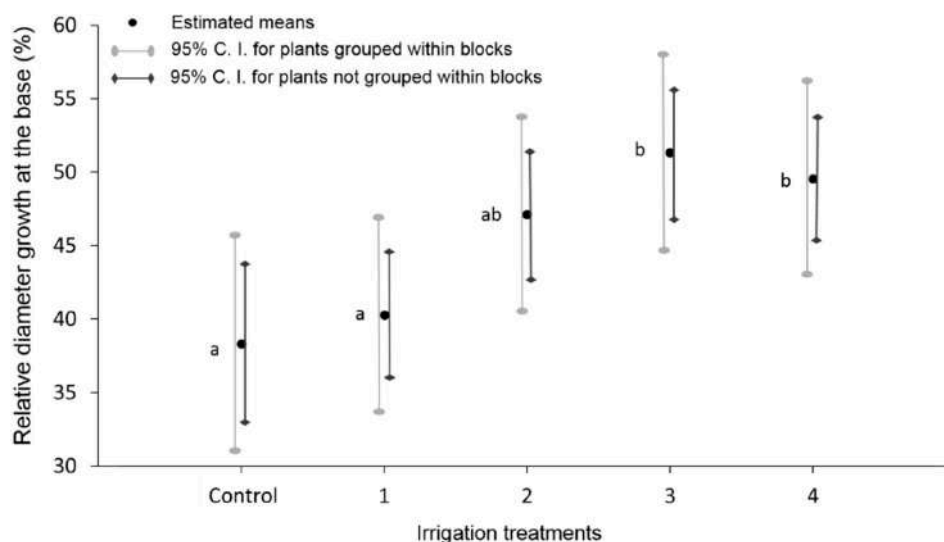 60
55
50
45
40
35
30
Relative diameter growth at the base (%)
Estimated means
95% C. I. for plants grouped within blocks
95% C. I. for plants not grouped within blocks
a
a
ab
b
b
Control 1 2 3 4
Irrigation treatments